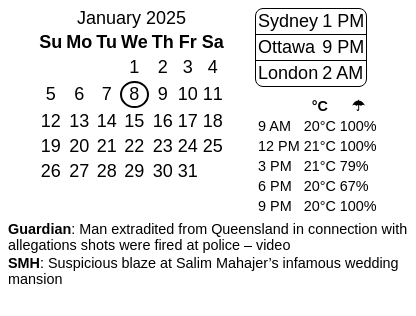 January 2025
Su Mo Tu We Th Fr Sa
1 2 3 4
5 6 7 8 9 10 11
12 13 14 15 16 17 18
19 20 21 22 23 24 25
26 27 28 29 30 31
Sydney 1 PM
Ottawa 9 PM
London 2 AM
°C ☂
9 AM 20°C 100%
12 PM 21°C 100%
3 PM 21°C 79%
6 PM 20°C 67%
9 PM 20°C 100%
Guardian: Man extradited from Queensland in connection with
allegations shots were fired at police – video
SMH: Suspicious blaze at Salim Mahajer’s infamous wedding
mansion